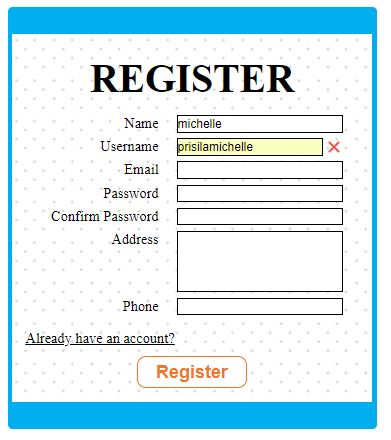 REGISTER
Name michelle
Username prisilamichelle
Email
Password
Confirm Password
Address
Phone
Already have an account?
Register